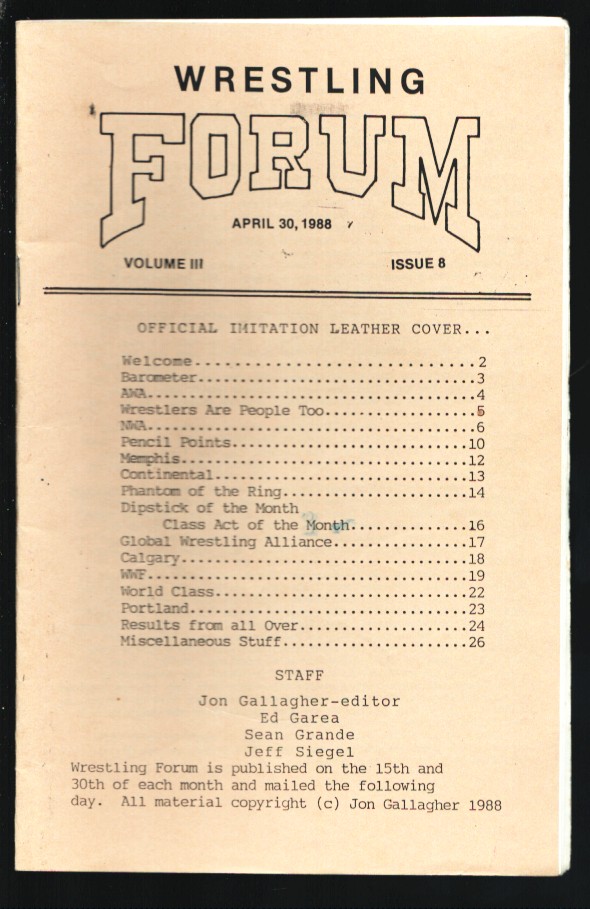 WRESTLING
FORUM
APRIL 30, 1988
VOLUME III ISSUE 8
OFFICIAL IMITATION LEATHER COVER...
Welcome..................................2
Barometer................................3
AWA......................................4
Wrestlers Are People Too.................5
NWA......................................6
Pencil Points...........................10
Memphis.................................12
Continental.............................13
Phantom of the Ring.....................14
Dipstick of the Month
Class Act of the Month..............16
Global Wrestling Alliance...............17
Calgary.................................18
WWF.....................................19
World Class.............................22
Portland................................23
Results from all Over...................24
Miscellaneous Stuff.....................26
STAFF
Jon Gallagher-editor
Ed Garea
Sean Grande
Jeff Siegel
Wrestling Forum is published on the 15th and
30th of each month and mailed the following
day. All material copyright (c) Jon Gallagher 1988